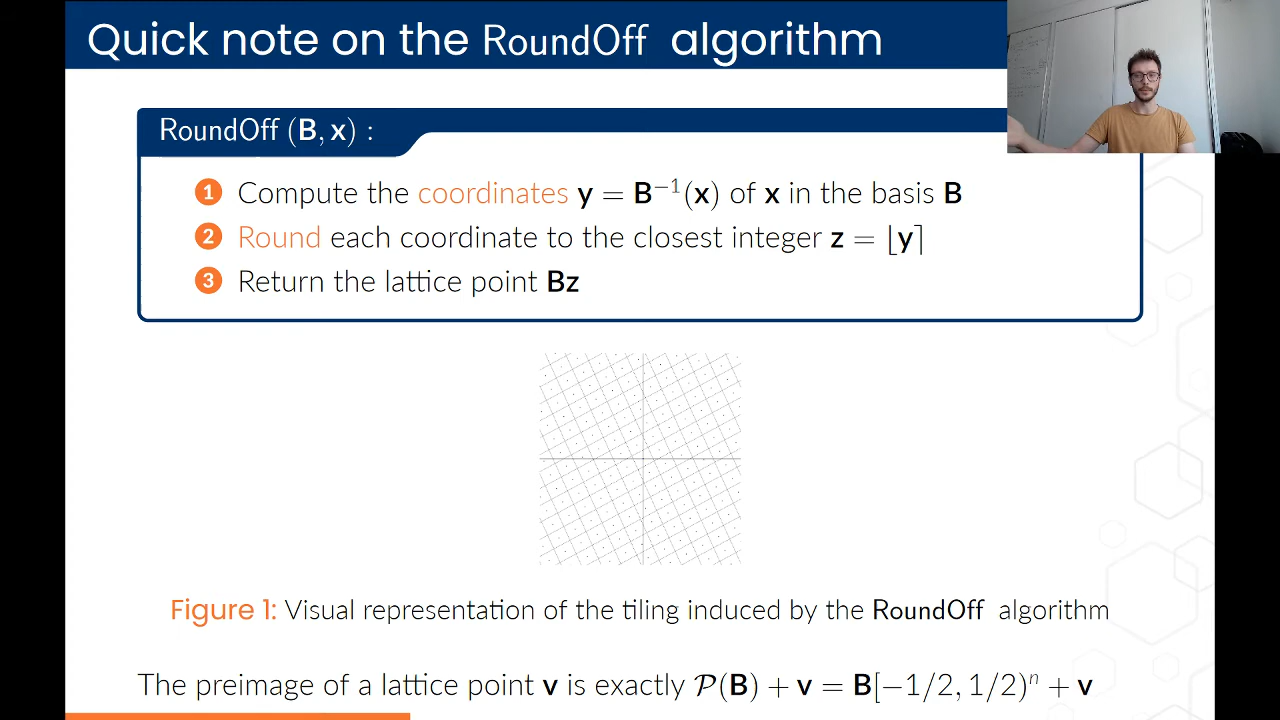 Quick note on the RoundOff algorithm
RoundOff (B, x) :
1 Compute the coordinates y = B⁻¹(x) of x in the basis B
2 Round each coordinate to the closest integer z = ⌊y⌉
3 Return the lattice point Bz
Figure 1: Visual representation of the tiling induced by the RoundOff algorithm
The preimage of a lattice point v is exactly 𝒫(B) + v = B[−1/2, 1/2)ⁿ + v